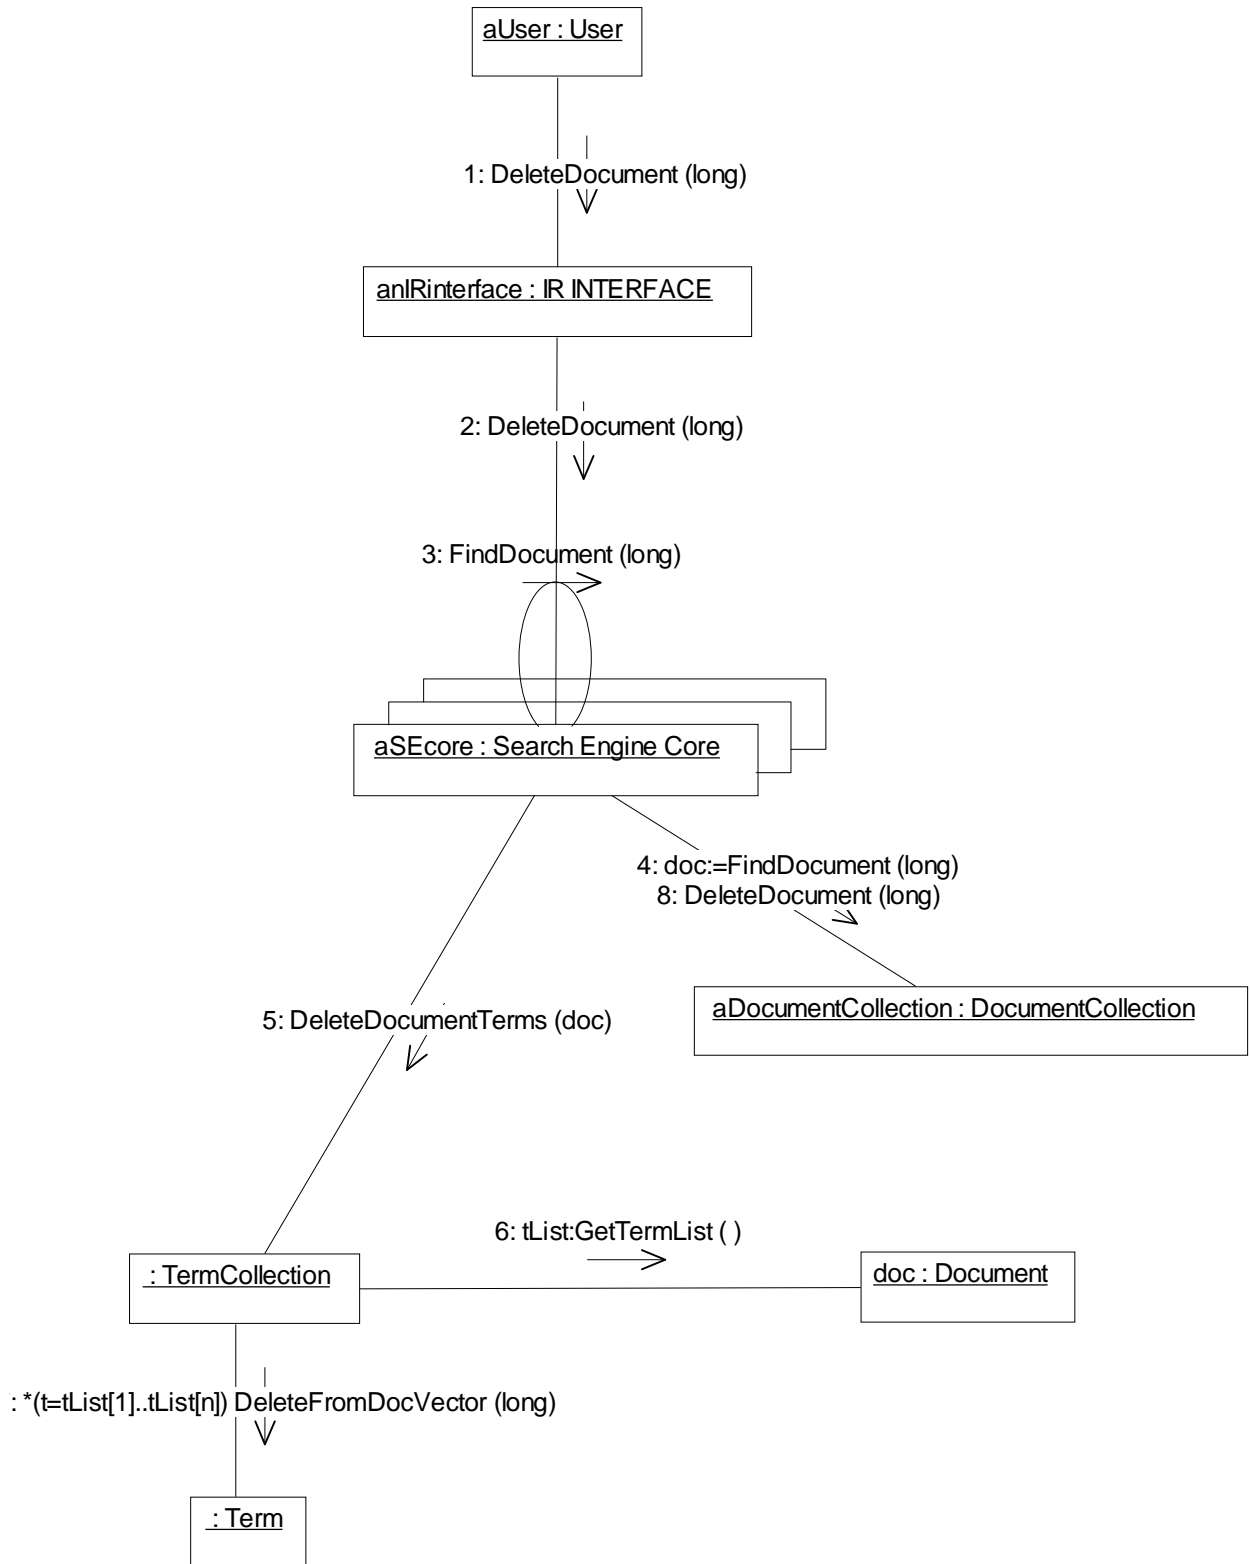 aUser : User
1: DeleteDocument (long)
anIRinterface : IR INTERFACE
2: DeleteDocument (long)
3: FindDocument (long)
aSEcore : Search Engine Core
4: doc:=FindDocument (long)
8: DeleteDocument (long)
aDocumentCollection : DocumentCollection
5: DeleteDocumentTerms (doc)
6: tList:GetTermList ( )
: TermCollection
doc : Document
: *(t=tList[1]..tList[n]) DeleteFromDocVector (long)
: Term